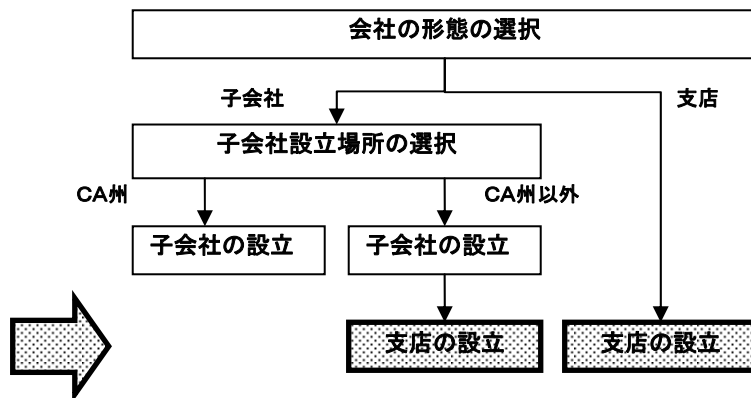 会社の形態の選択
子会社
支店
子会社設立場所の選択
CA州
CA州以外
子会社の設立
子会社の設立
支店の設立
支店の設立